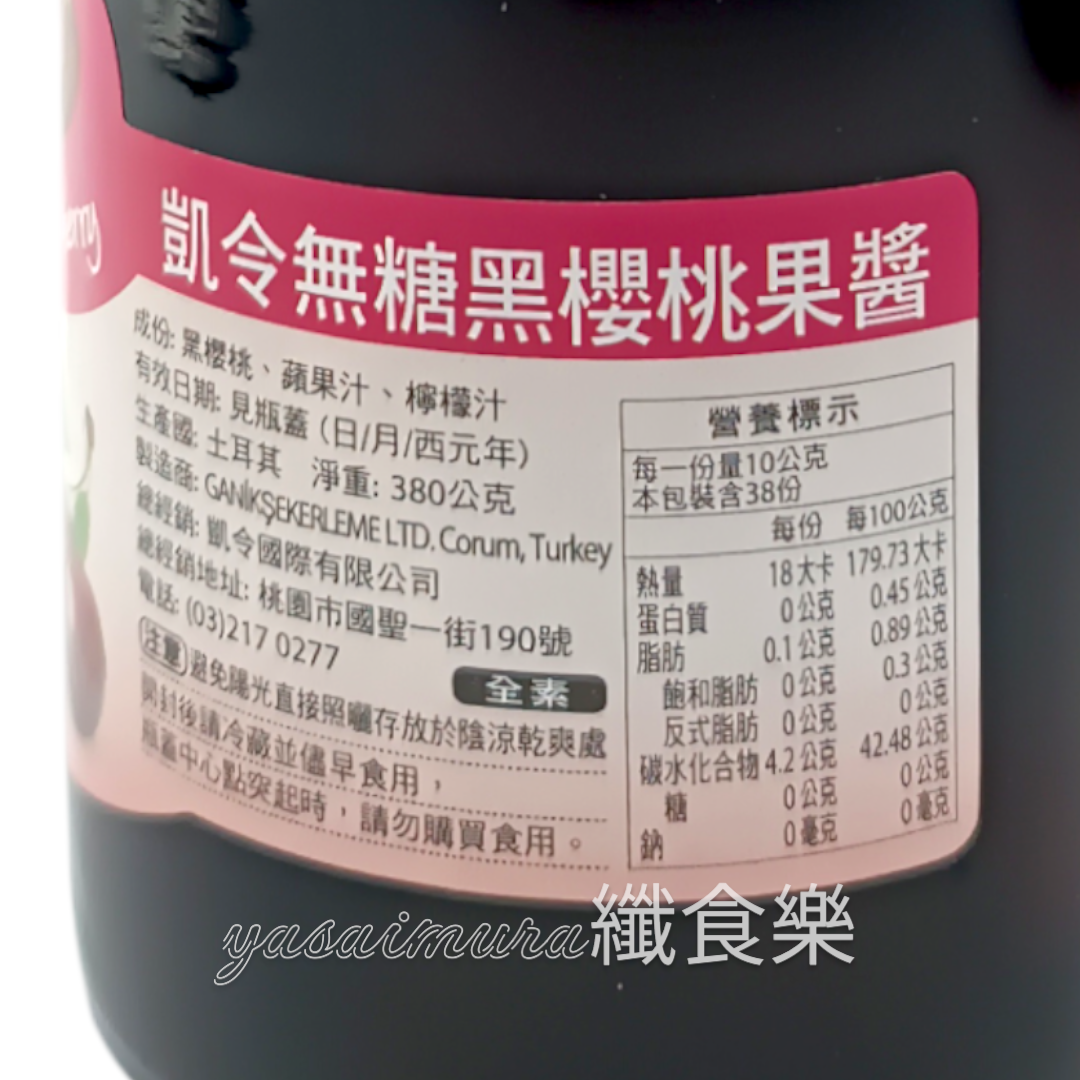 erry
凱令無糖黑櫻桃果醬
成份: 黑櫻桃、蘋果汁、檸檬汁
有效日期: 見瓶蓋 (日/月/西元年)
生產國: 土耳其 淨重: 380公克
製造商: GANİKŞEKERLEME LTD. Corum, Turkey
總經銷: 凱令國際有限公司
總經銷地址: 桃園市國聖一街190號
電話: (03)217 0277
全素
注意 避免陽光直接照曬存放於陰涼乾爽處
開封後請冷藏並儘早食用，
瓶蓋中心點突起時，請勿購買食用。
營養標示
每一份量10公克
本包裝含38份
每份 每100公克
熱量 18大卡 179.73大卡
蛋白質 0公克 0.45公克
脂肪 0.1公克 0.89公克
飽和脂肪 0公克 0.3公克
反式脂肪 0公克 0公克
碳水化合物 4.2公克 42.48公克
糖 0公克 0公克
鈉 0毫克 0毫克
yasaimura纖食樂